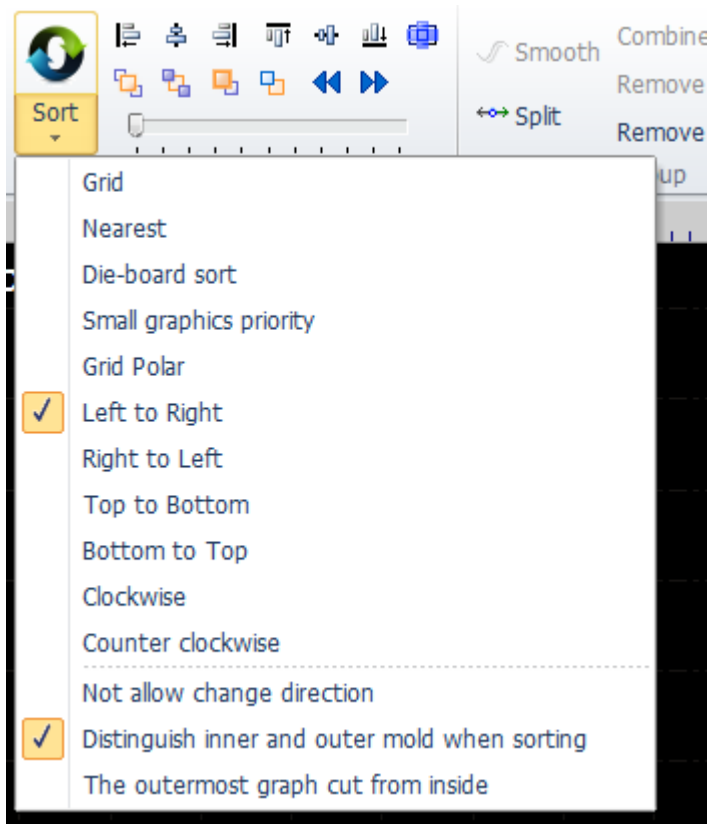 Smooth
Combine
Remove
Sort
Split
Remove
Grid
Nearest
Die-board sort
Small graphics priority
Grid Polar
Left to Right
Right to Left
Top to Bottom
Bottom to Top
Clockwise
Counter clockwise
Not allow change direction
Distinguish inner and outer mold when sorting
The outermost graph cut from inside